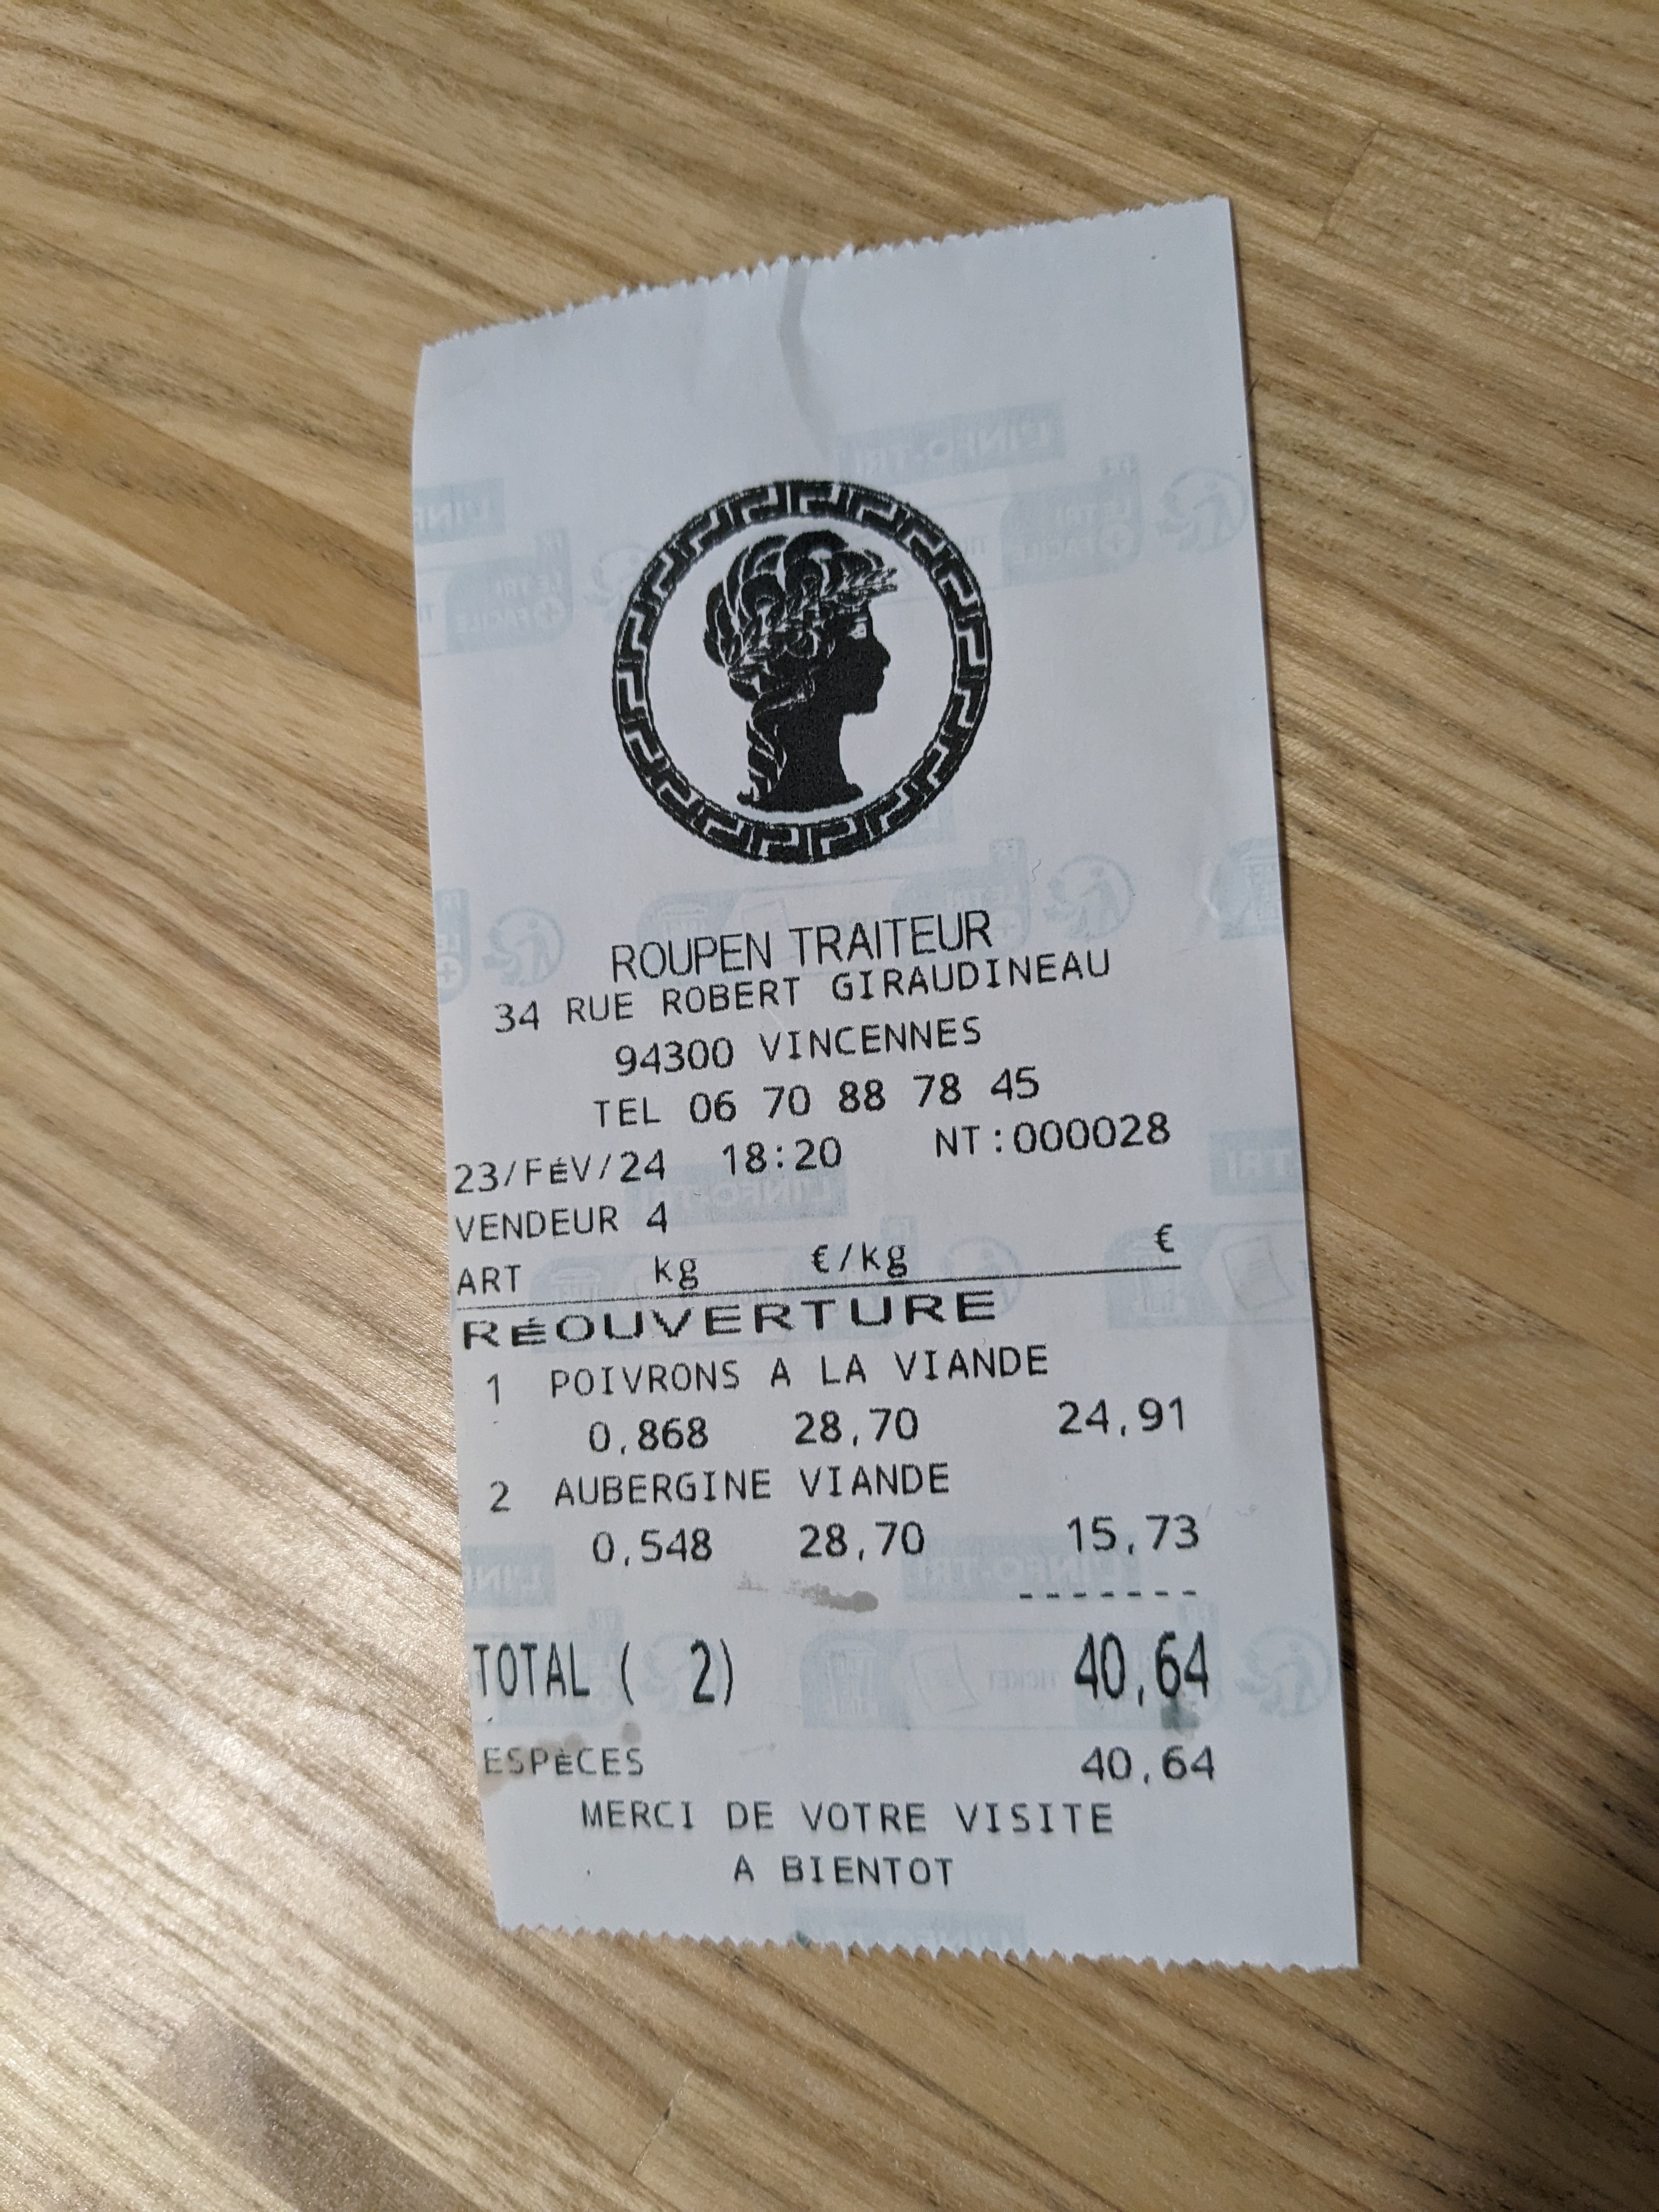 ROUPEN TRAITEUR
34 RUE ROBERT GIRAUDINEAU
94300 VINCENNES
TEL 06 70 88 78 45
23/FÉV/24 18:20 NT:000028
VENDEUR 4
ART kg €/kg €
RÉOUVERTURE
1 POIVRONS A LA VIANDE
0,868 28,70 24,91
2 AUBERGINE VIANDE
0,548 28,70 15,73
-------
TOTAL ( 2) 40,64
ESPÈCES 40,64
MERCI DE VOTRE VISITE
A BIENTOT